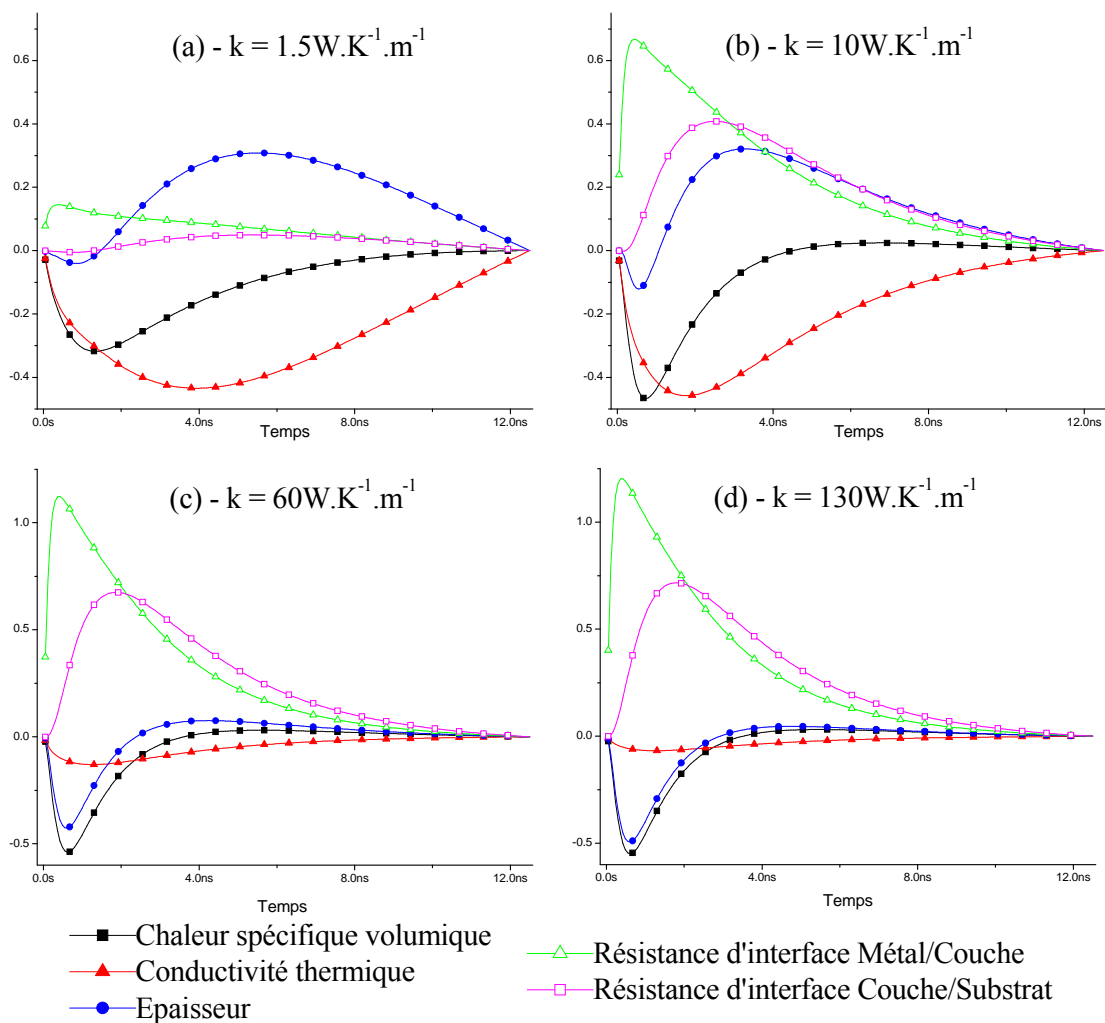 (a) - k = 1.5W.K⁻¹.m⁻¹
0.6
0.4
0.2
0.0
-0.2
-0.4
0.0s 4.0ns 8.0ns 12.0ns
Temps
(b) - k = 10W.K⁻¹.m⁻¹
0.6
0.4
0.2
0.0
-0.2
-0.4
0.0s 4.0ns 8.0ns 12.0ns
Temps
(c) - k = 60W.K⁻¹.m⁻¹
1.0
0.5
0.0
-0.5
0.0s 4.0ns 8.0ns 12.0ns
Temps
(d) - k = 130W.K⁻¹.m⁻¹
1.0
0.5
0.0
-0.5
0.0s 4.0ns 8.0ns 12.0ns
Temps
Chaleur spécifique volumique
Conductivité thermique
Epaisseur
Résistance d'interface Métal/Couche
Résistance d'interface Couche/Substrat